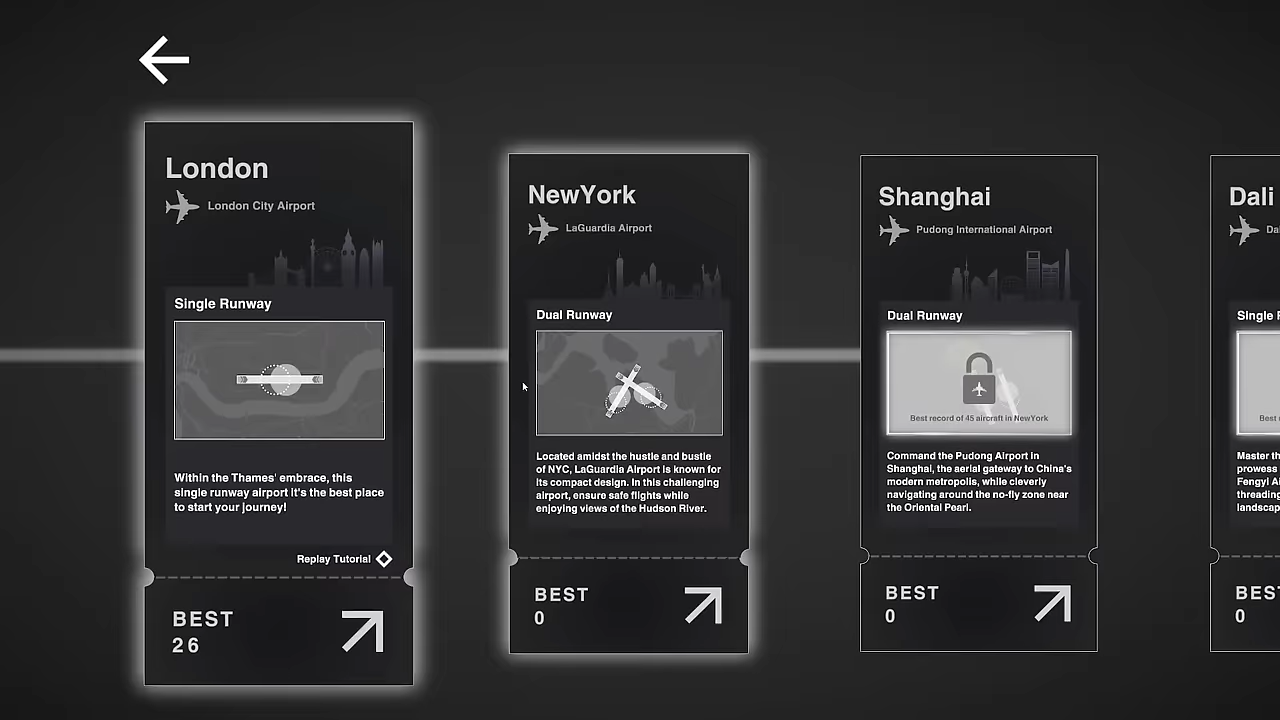 London
London City Airport
Single Runway
Within the Thames' embrace, this
single runway airport it's the best place
to start your journey!
Replay Tutorial
BEST
26
NewYork
LaGuardia Airport
Dual Runway
Located amidst the hustle and bustle
of NYC, LaGuardia Airport is known for
its compact design. In this challenging
airport, ensure safe flights while
enjoying views of the Hudson River.
BEST
0
Shanghai
Pudong International Airport
Dual Runway
Best record of 45 aircraft in NewYork
Command the Pudong Airport in
Shanghai, the aerial gateway to China's
modern metropolis, while cleverly
navigating around the no-fly zone near
the Oriental Pearl.
BEST
0
Dali
Dal
Single R
Best r
Master th
prowess
Fengyi Ai
threading
landscap
BEST
0